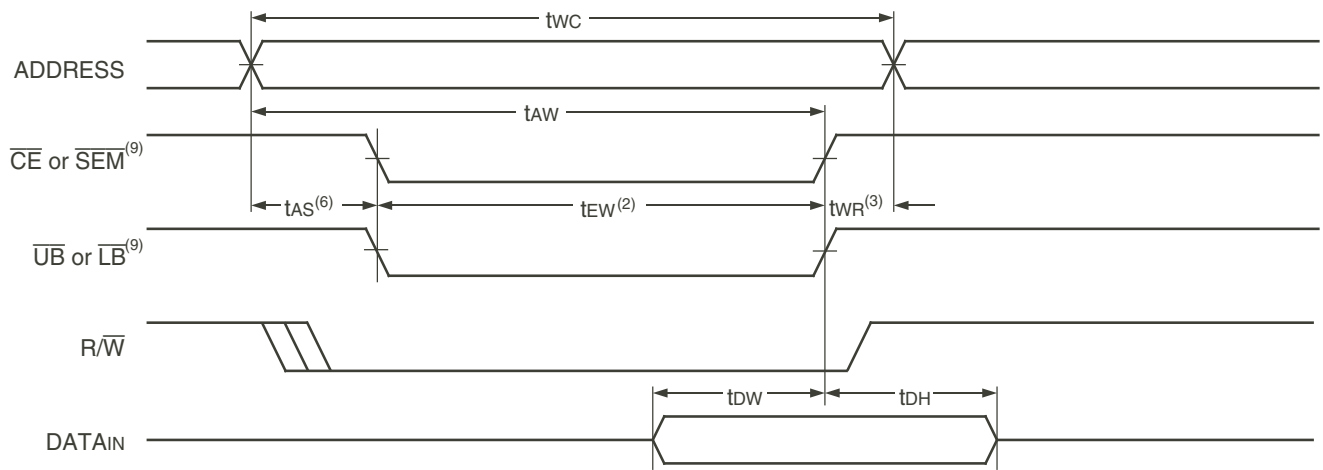 tWC
ADDRESS
tAW
CE or SEM(9)
tAS(6) tEW(2) tWR(3)
UB or LB(9)
R/W
tDW tDH
DATAIN